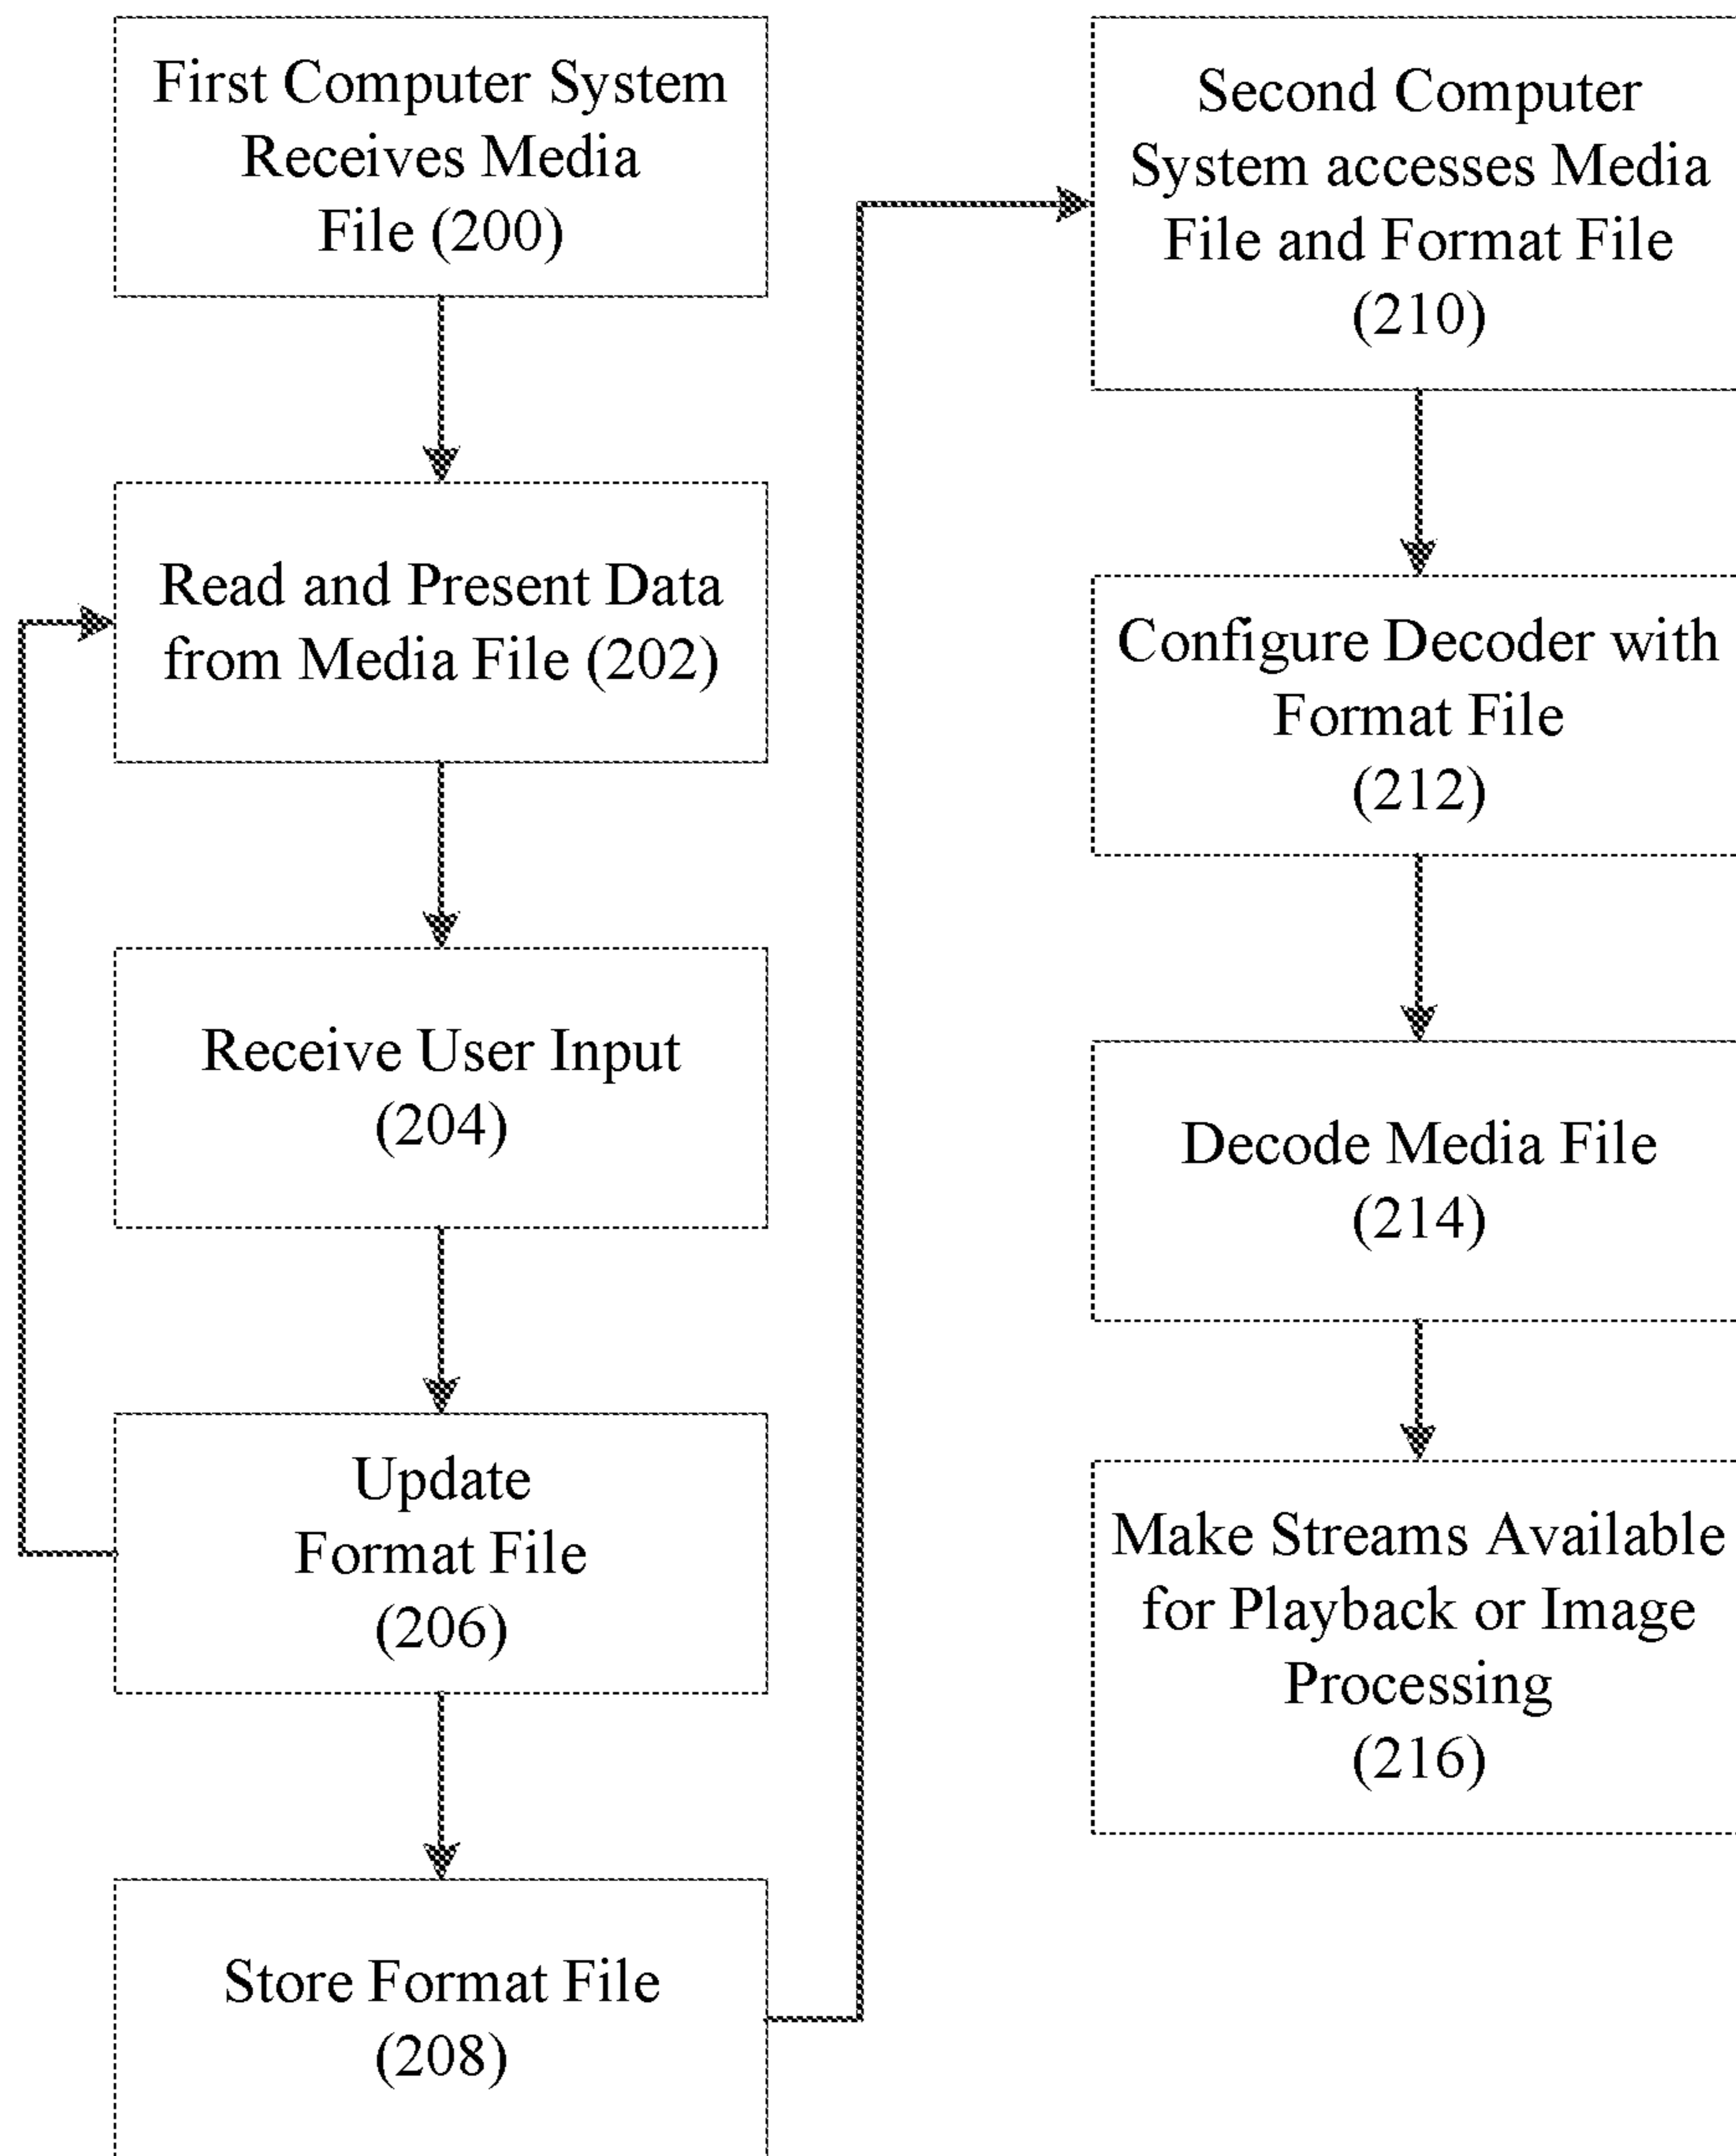 First Computer System
Receives Media
File (200)
Read and Present Data
from Media File (202)
Receive User Input
(204)
Update
Format File
(206)
Store Format File
(208)
Second Computer
System accesses Media
File and Format File
(210)
Configure Decoder with
Format File
(212)
Decode Media File
(214)
Make Streams Available
for Playback or Image
Processing
(216)